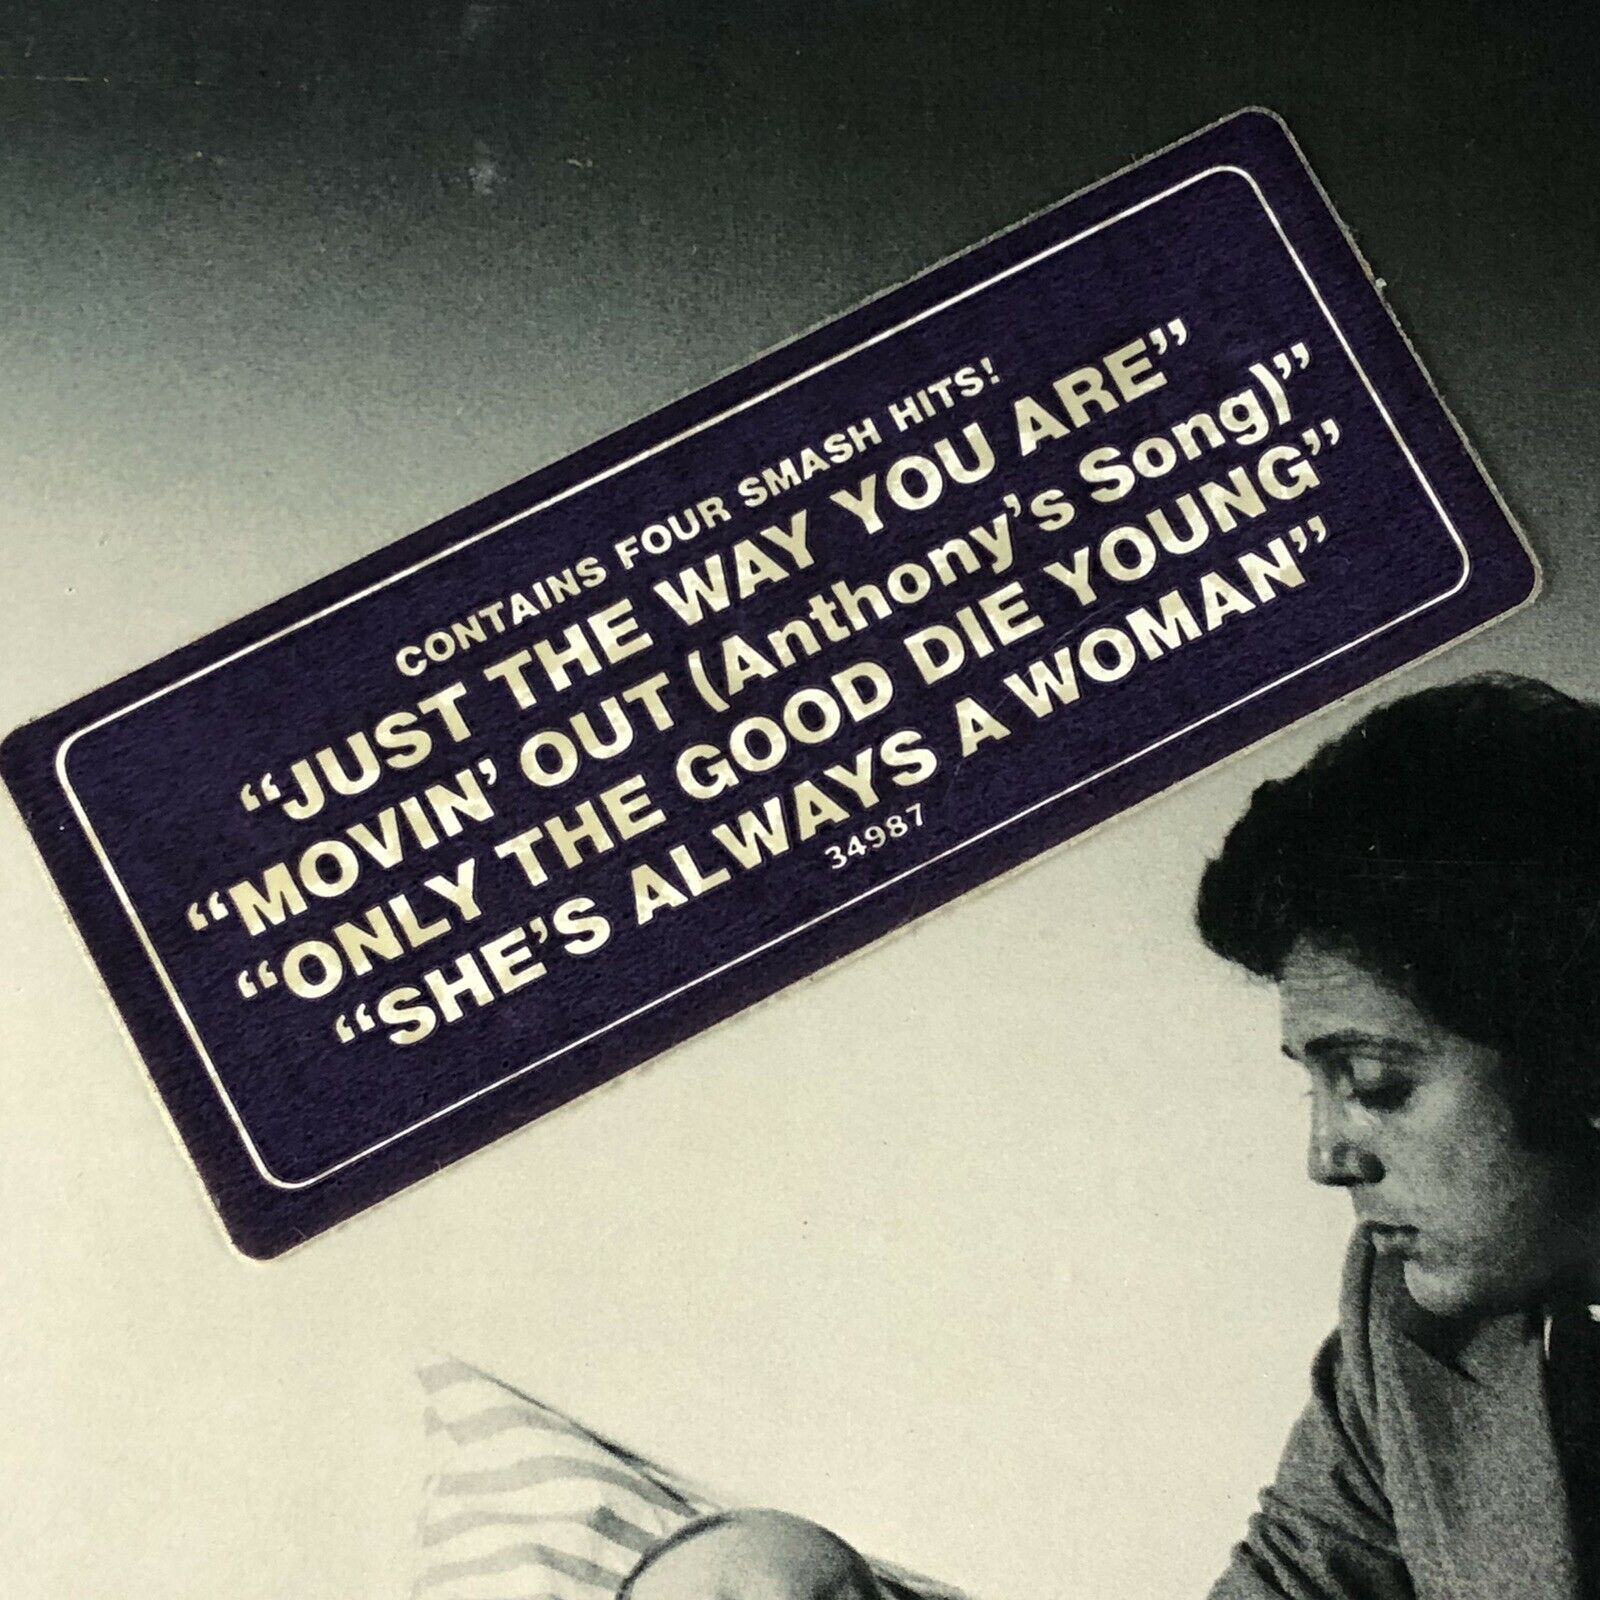 CONTAINS FOUR SMASH HITS!
“JUST THE WAY YOU ARE”
“MOVIN’ OUT (Anthony’s Song)”
“ONLY THE GOOD DIE YOUNG”
“SHE’S ALWAYS A WOMAN”
34987